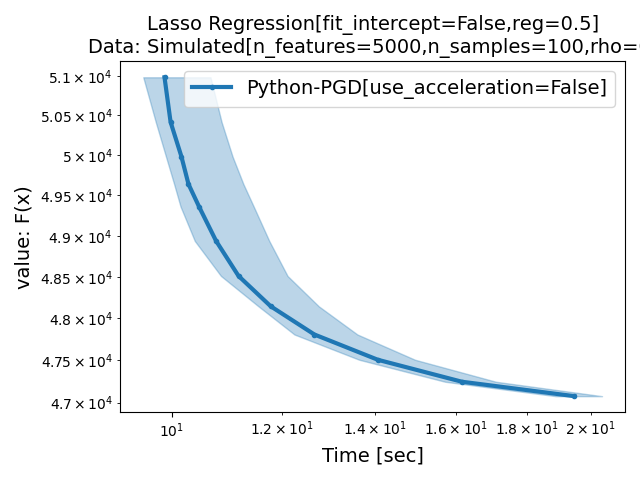 Lasso Regression[fit_intercept=False,reg=0.5]
Data: Simulated[n_features=5000,n_samples=100,rho=
Python-PGD[use_acceleration=False]
value: F(x)
5.1 × 10⁴
5.05 × 10⁴
5 × 10⁴
4.95 × 10⁴
4.9 × 10⁴
4.85 × 10⁴
4.8 × 10⁴
4.75 × 10⁴
4.7 × 10⁴
10¹ 1.2 × 10¹ 1.4 × 10¹ 1.6 × 10¹ 1.8 × 10¹ 2 × 10¹
Time [sec]